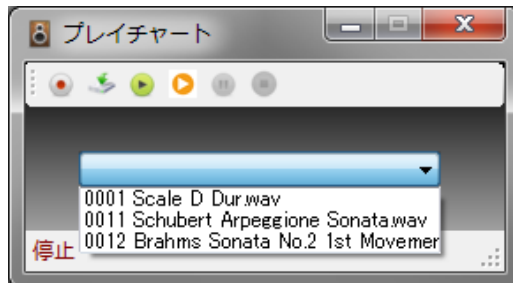 プレイチャート
0001 Scale D Dur.wav
0011 Schubert Arpeggione Sonata.wav
0012 Brahms Sonata No.2 1st Movemer
停止